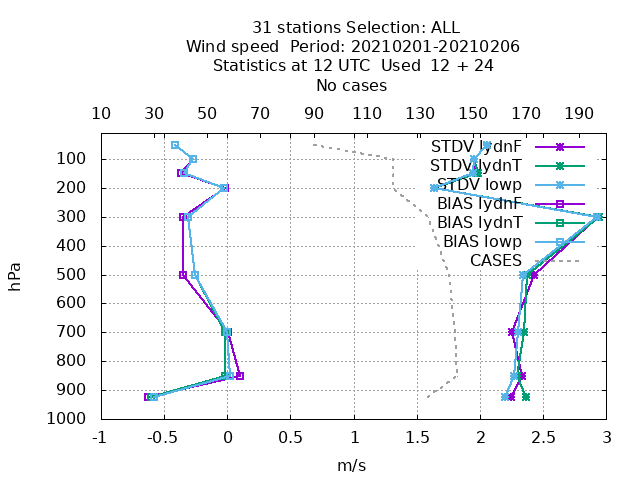 31 stations Selection: ALL
Wind speed  Period: 20210201-20210206
Statistics at 12 UTC  Used  12 + 24
No cases
10 30 50 70 90 110 130 150 170 190
STDV lydnF
STDV lydnT
STDV lowp
BIAS lydnF
BIAS lydnT
BIAS lowp
CASES
100
200
300
400
500
600
700
800
900
1000
hPa
-1 -0.5 0 0.5 1 1.5 2 2.5 3
m/s